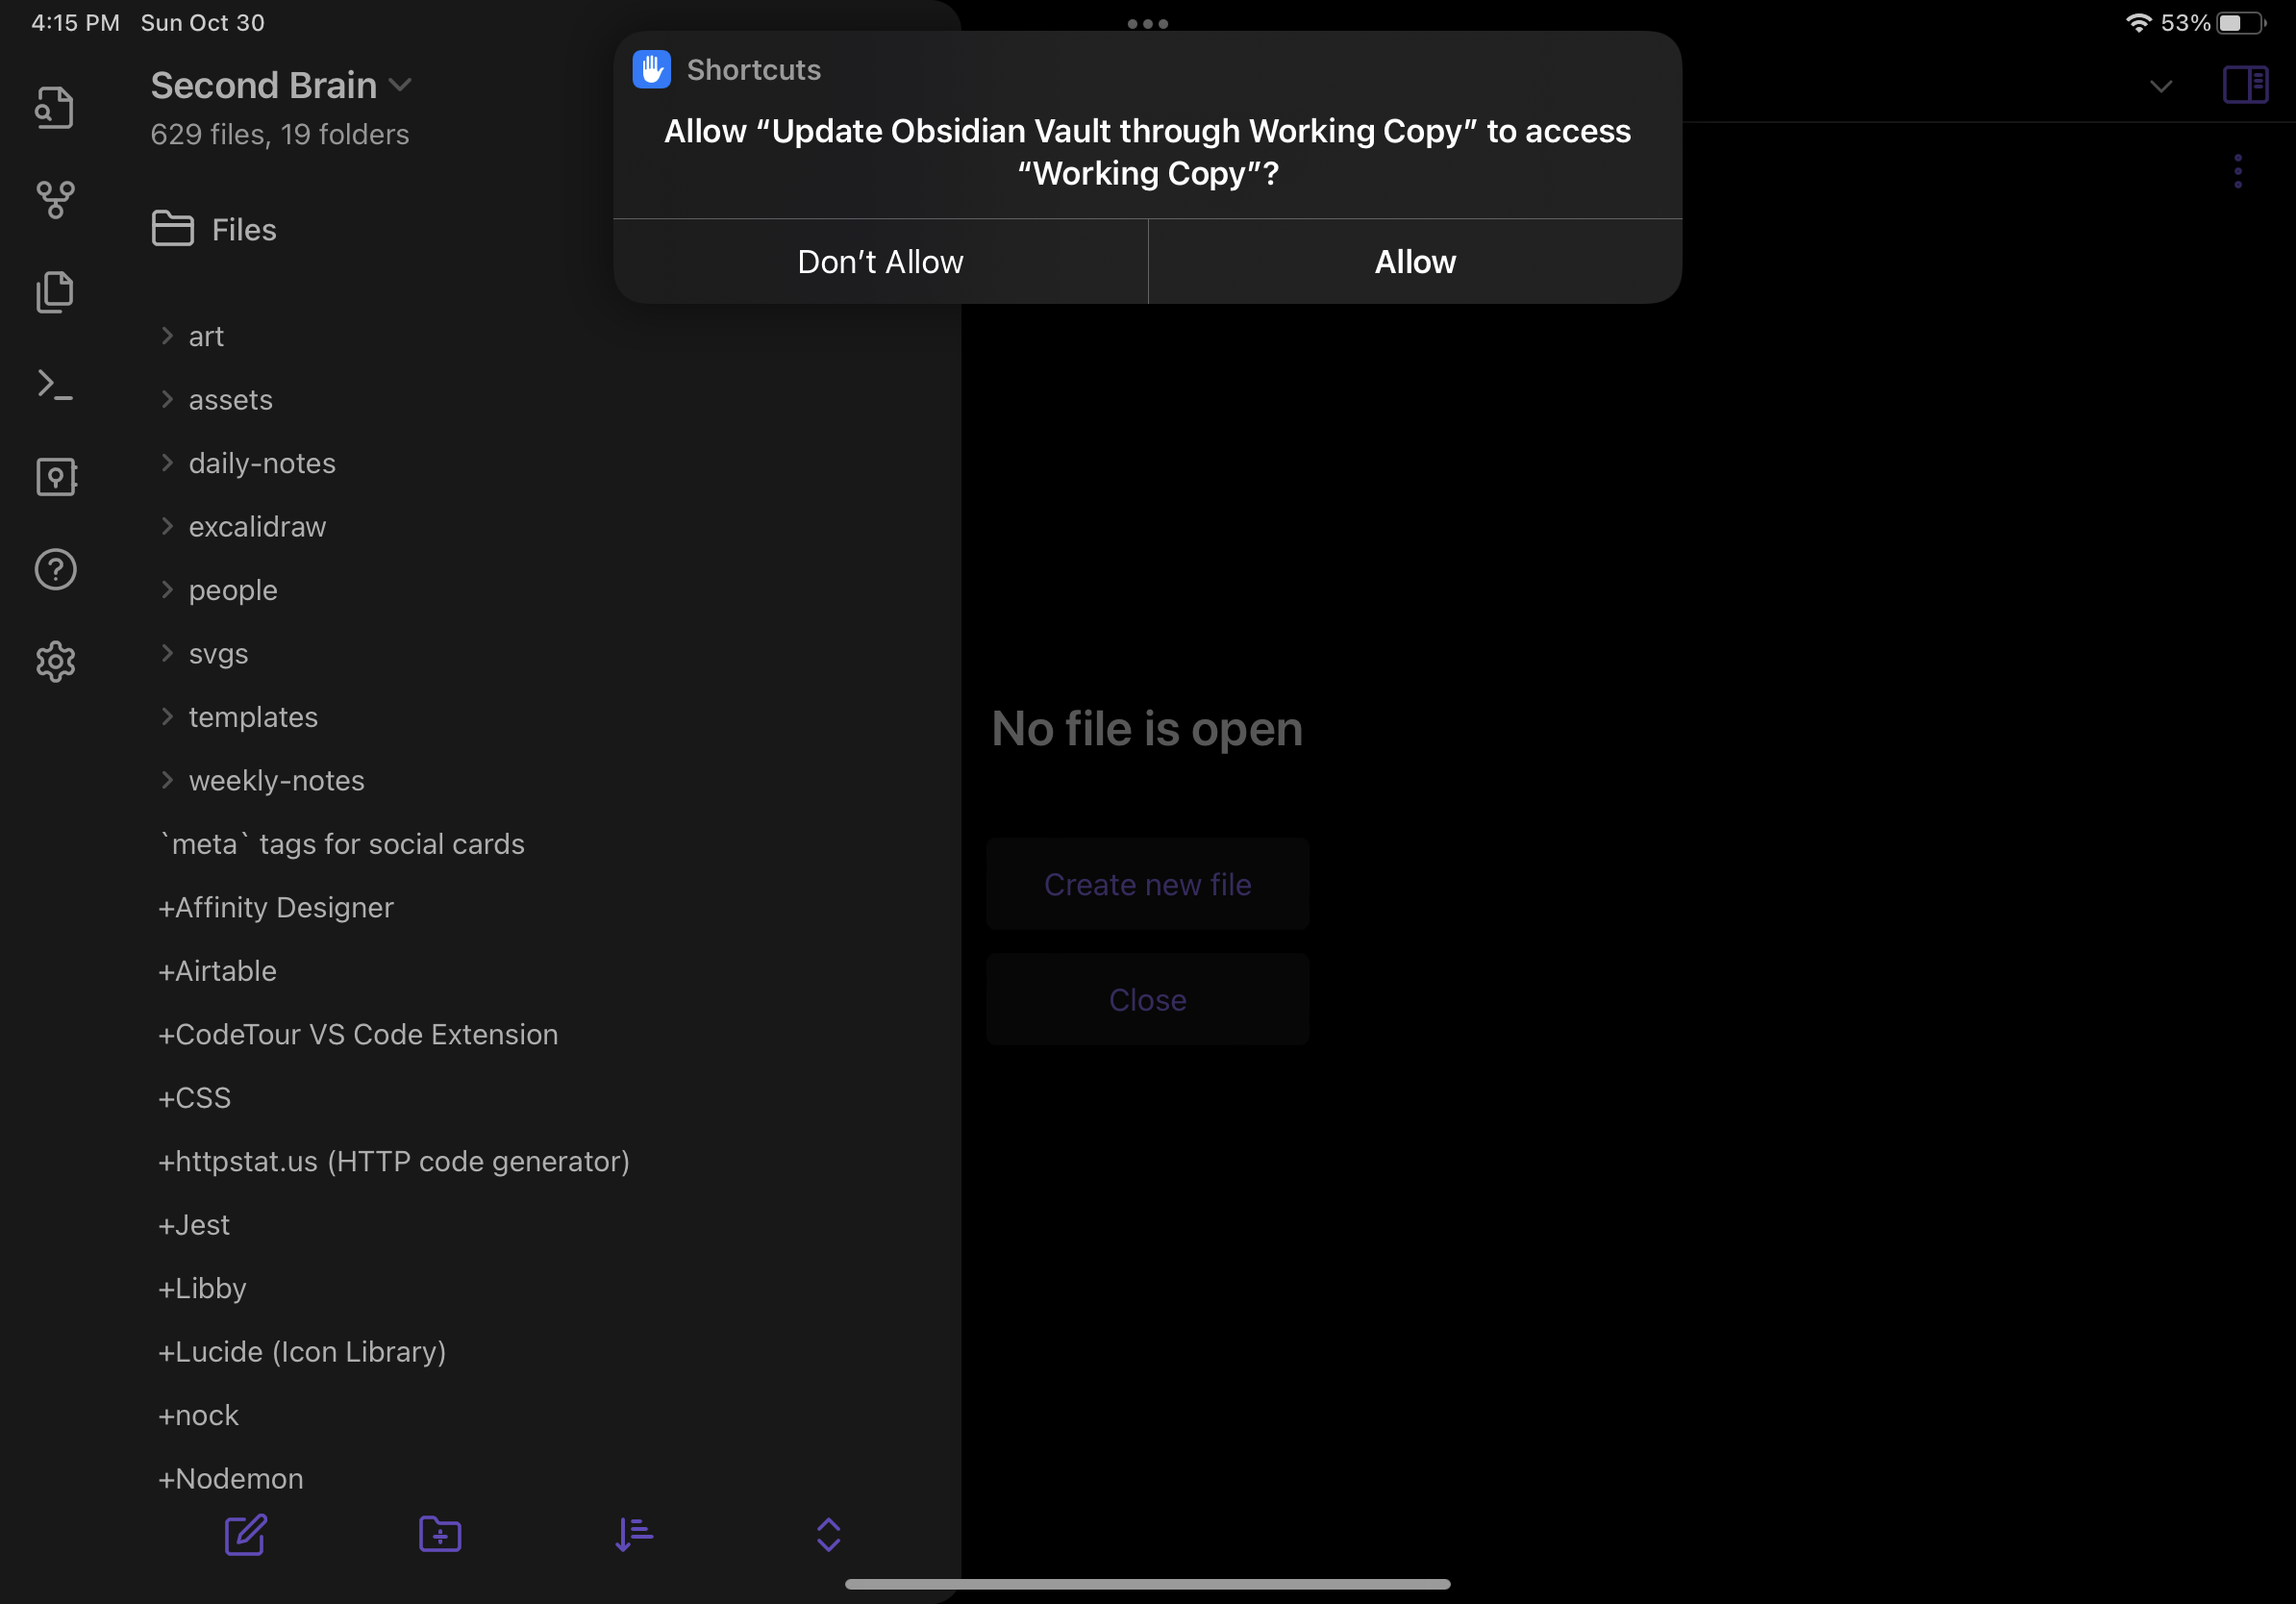 4:15 PM Sun Oct 30
53%
Shortcuts
Allow “Update Obsidian Vault through Working Copy” to access
“Working Copy”?
Don’t Allow
Allow
Second Brain
629 files, 19 folders
Files
art
assets
daily-notes
excalidraw
people
svgs
templates
weekly-notes
`meta` tags for social cards
+Affinity Designer
+Airtable
+CodeTour VS Code Extension
+CSS
+httpstat.us (HTTP code generator)
+Jest
+Libby
+Lucide (Icon Library)
+nock
+Nodemon
No file is open
Create new file
Close